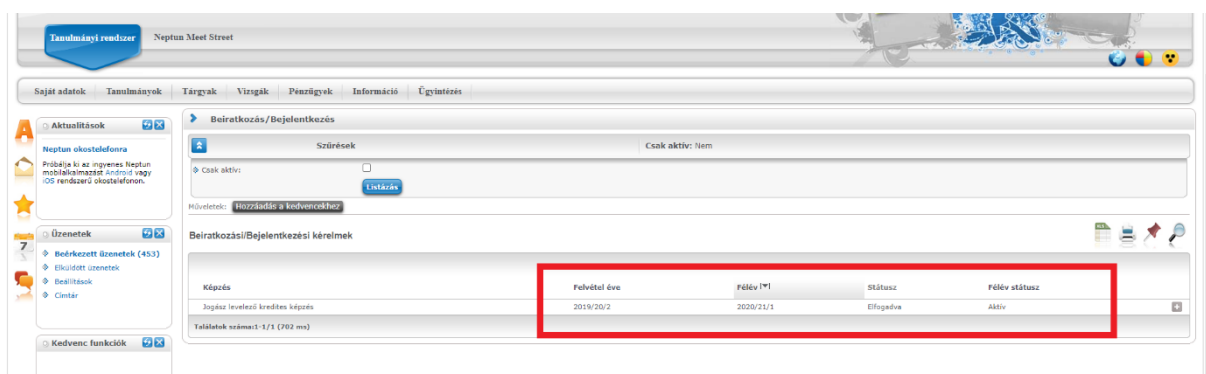 Tanulmányi rendszer Neptun Meet Street
Saját adatok Tanulmányok Tárgyak Vizsgák Pénzügyek Információ Ügyintézés
Aktualitások
Neptun okostelefonra
Próbálja ki az ingyenes Neptun
mobilalkalmazást Android vagy
iOS rendszerű okostelefonon.
Üzenetek
7
Beérkezett üzenetek (453)
Elküldött üzenetek
Beállítások
Címtár
Kedvenc funkciók
Beiratkozás/Bejelentkezés
Szűrések Csak aktív: Nem
Csak aktív:
Listázás
Műveletek: Hozzáadás a kedvencekhez
Beiratkozási/Bejelentkezési kérelmek
Képzés Felvétel éve Félév Státusz Félév státusz
Jogász levelező kredites képzés 2019/20/2 2020/21/1 Elfogadva Aktív
Találatok száma:1-1/1 (702 ms)